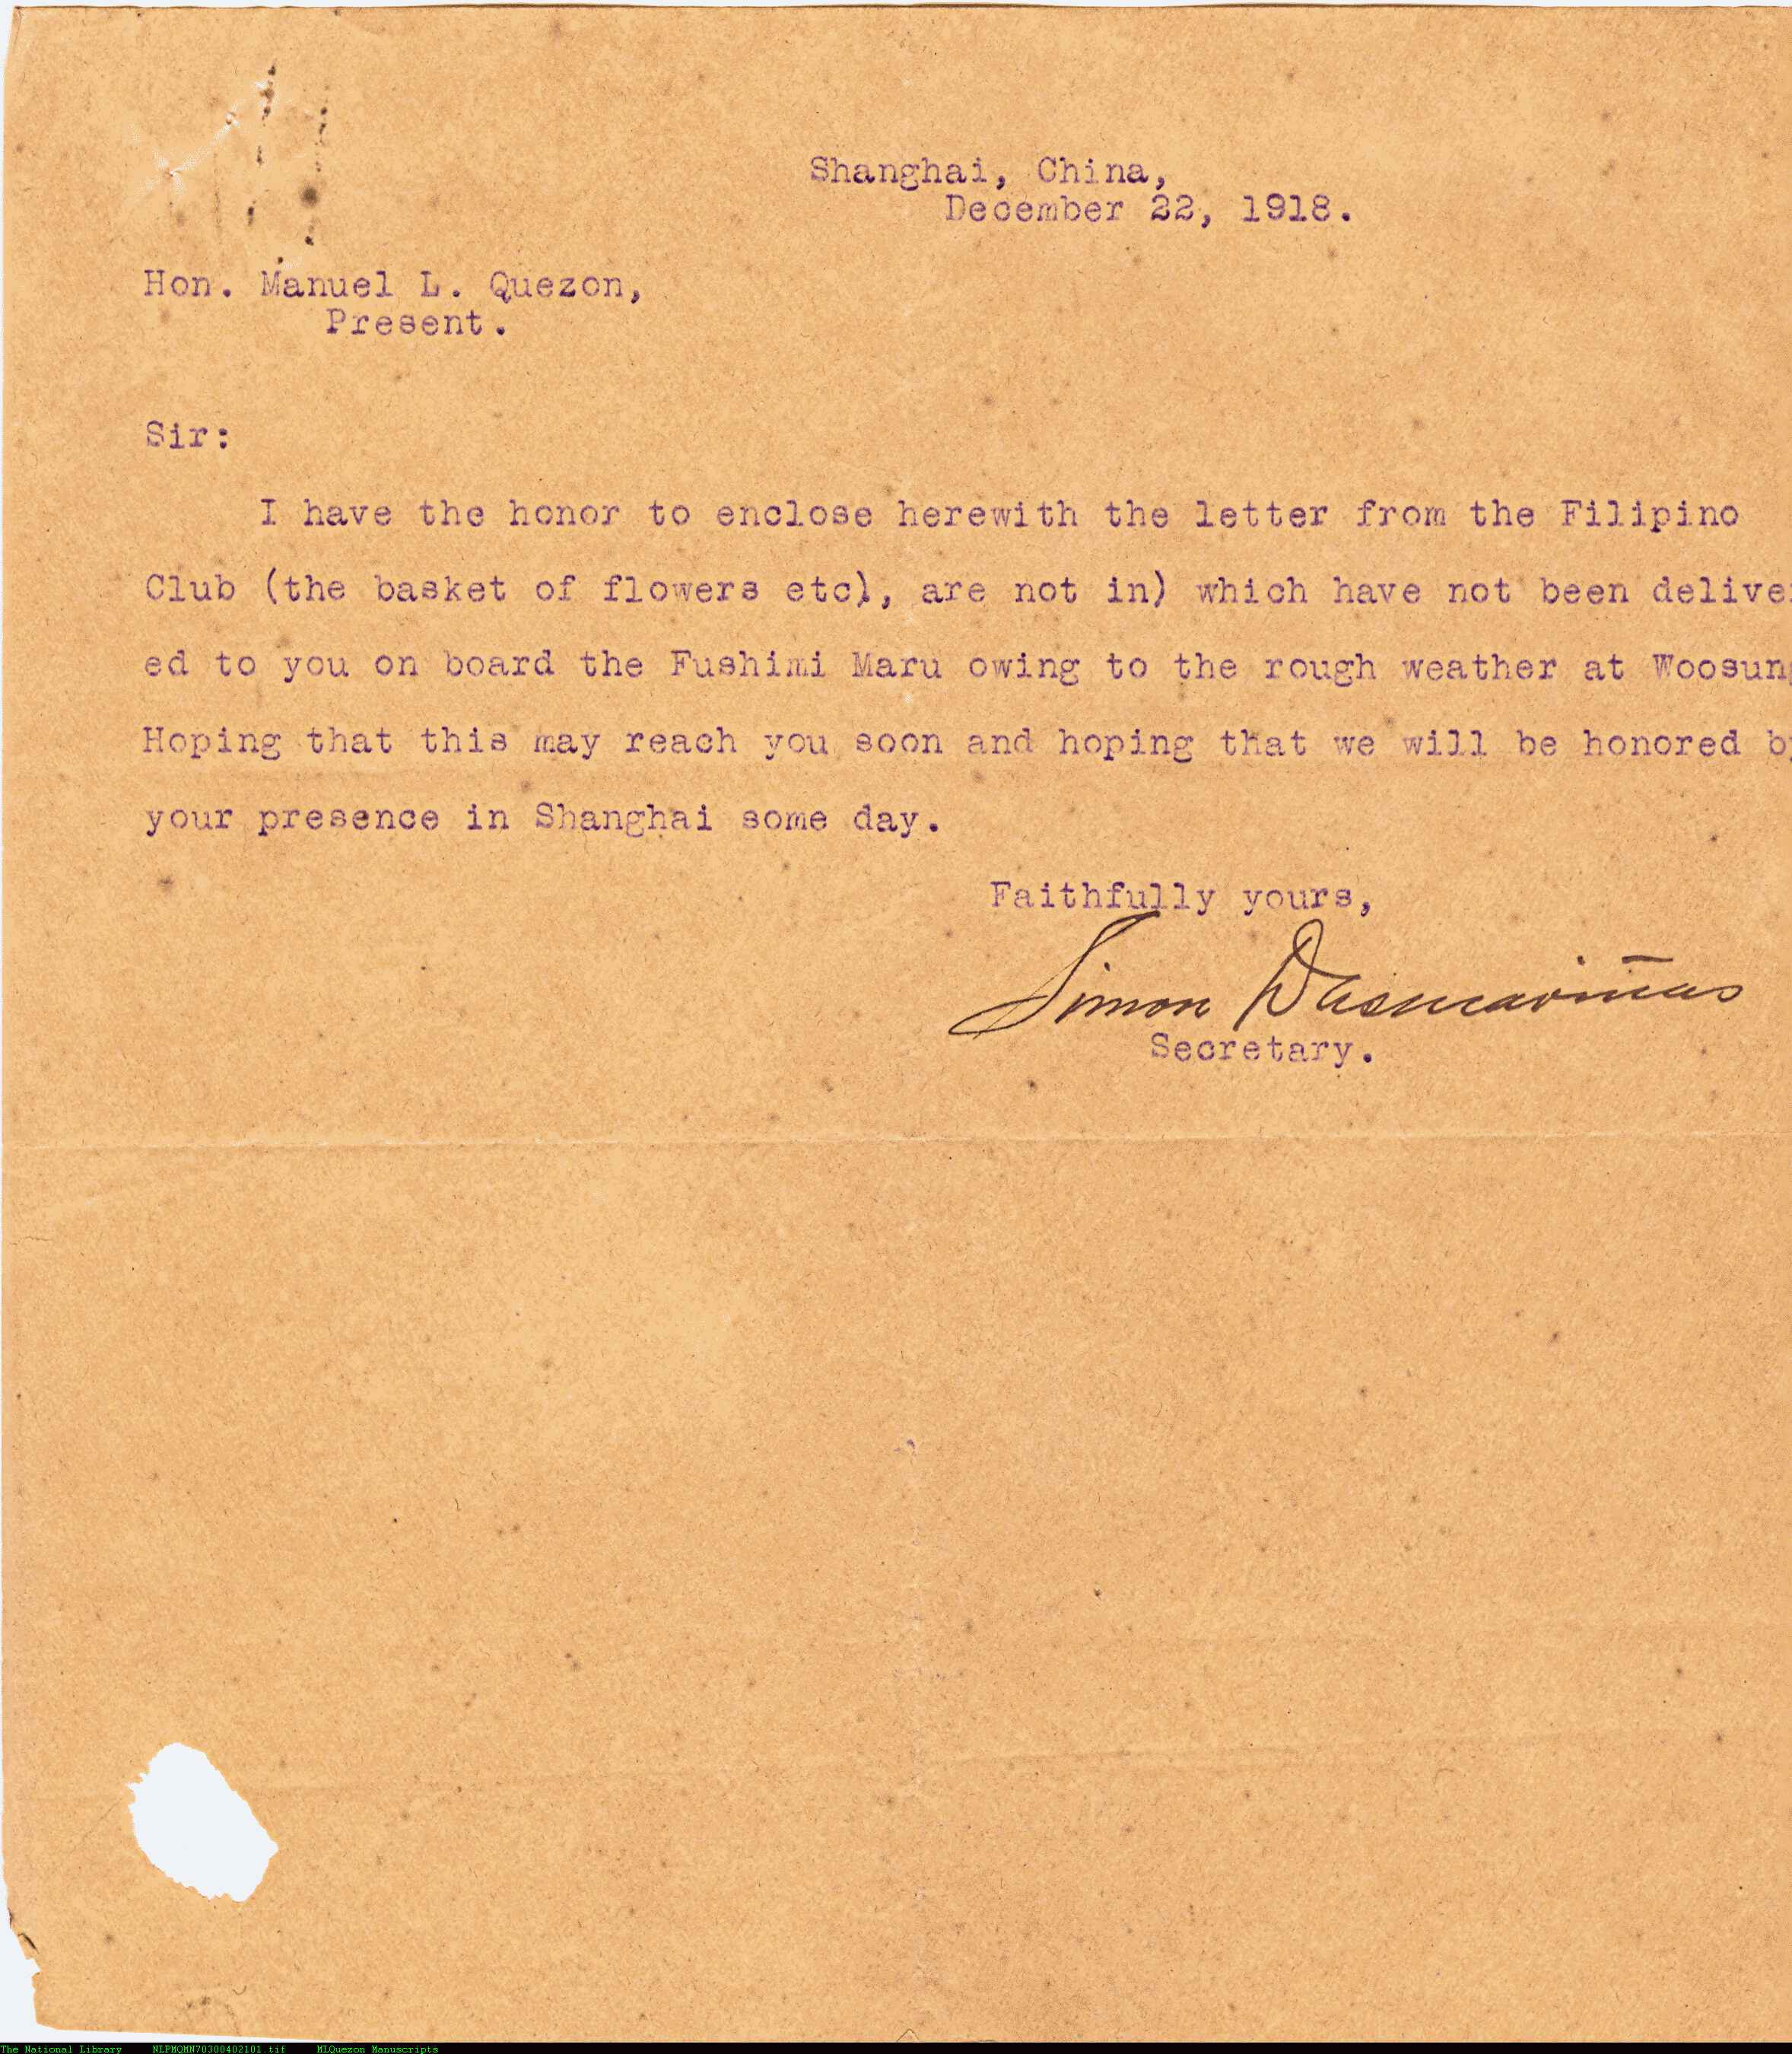 Shanghai, China,
December 22, 1918.
Hon. Manuel L. Quezon,
Present.
Sir:
I have the honor to enclose herewith the letter from the Filipino
Club (the basket of flowers etc), are not in) which have not been delive
ed to you on board the Fushimi Maru owing to the rough weather at Woosun
Hoping that this may reach you soon and hoping that we will be honored b
your presence in Shanghai some day.
Faithfully yours,
Simon Dasmariñas
Secretary.
The National Library NLPMQMN70300402101.tif MLQuezon Manuscripts